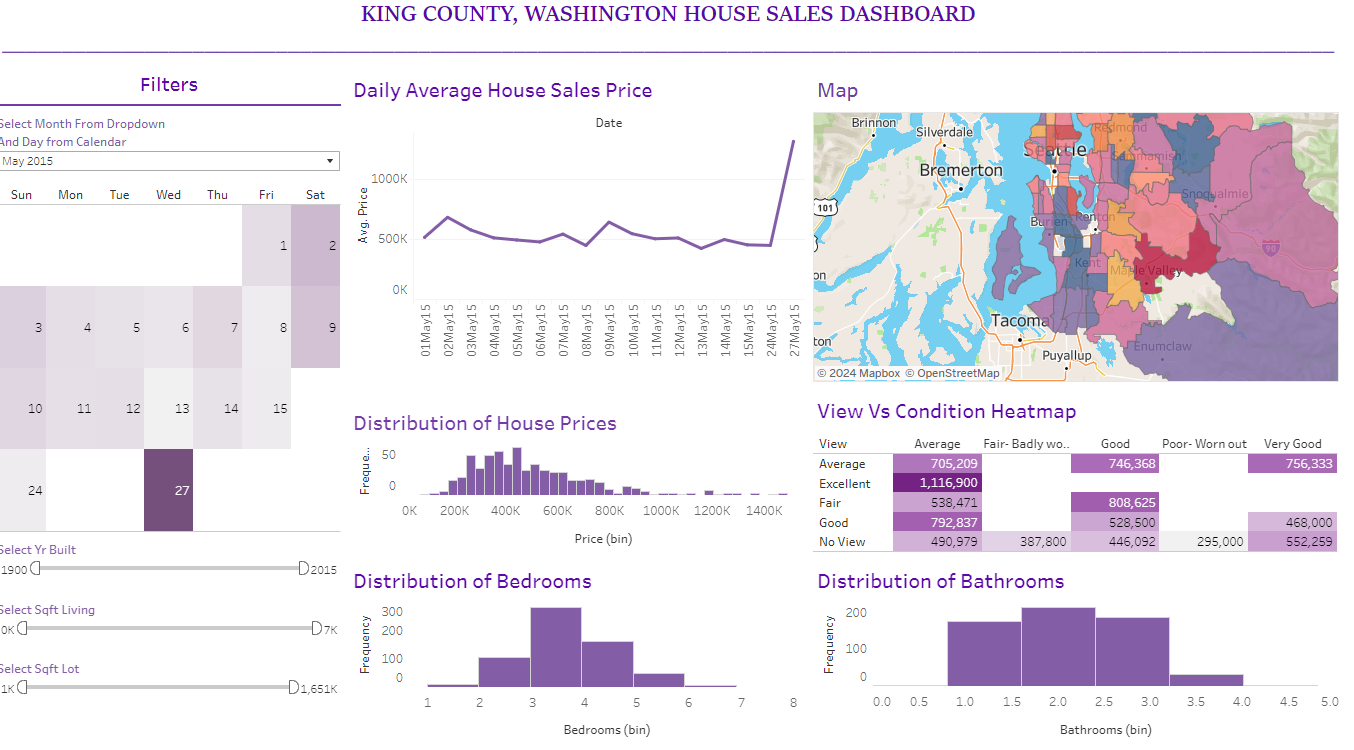 KING COUNTY, WASHINGTON HOUSE SALES DASHBOARD
Filters
Select Month From Dropdown
And Day from Calendar
May 2015
Sun Mon Tue Wed Thu Fri Sat
1 2
3 4 5 6 7 8 9
10 11 12 13 14 15
24 27
Select Yr Built
1900 2015
Select Sqft Living
0K 7K
Select Sqft Lot
1K 1,651K
Daily Average House Sales Price
Date
Avg. Price
1000K
500K
0K
01May15 02May15 03May15 04May15 05May15 06May15 07May15 08May15 09May15 10May15 11May15 12May15 13May15 14May15 15May15 24May15 27May15
Distribution of House Prices
Freque..
50
0
0K 200K 400K 600K 800K 1000K 1200K 1400K
Price (bin)
Distribution of Bedrooms
Frequency
300
200
100
0
1 2 3 4 5 6 7 8
Bedrooms (bin)
Map
Brinnon
Silverdale
Bremerton
Seattle
Redmond
Sammamish
Snoqualmie
101
Burien
Renton
90
Kent
Maple Valley
on
Tacoma
ton
Puyallup
Enumclaw
© 2024 Mapbox © OpenStreetMap
View Vs Condition Heatmap
View Average Fair- Badly wo.. Good Poor- Worn out Very Good
Average 705,209 746,368 756,333
Excellent 1,116,900
Fair 538,471 808,625
Good 792,837 528,500 468,000
No View 490,979 387,800 446,092 295,000 552,259
Distribution of Bathrooms
Frequency
200
100
0
0.0 0.5 1.0 1.5 2.0 2.5 3.0 3.5 4.0 4.5 5.0
Bathrooms (bin)